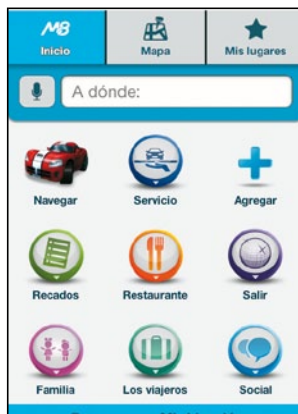 M8
Inicio
Mapa
Mis lugares
A dónde:
Navegar
Servicio
Agregar
Recados
Restaurante
Salir
Familia
Los viajeros
Social